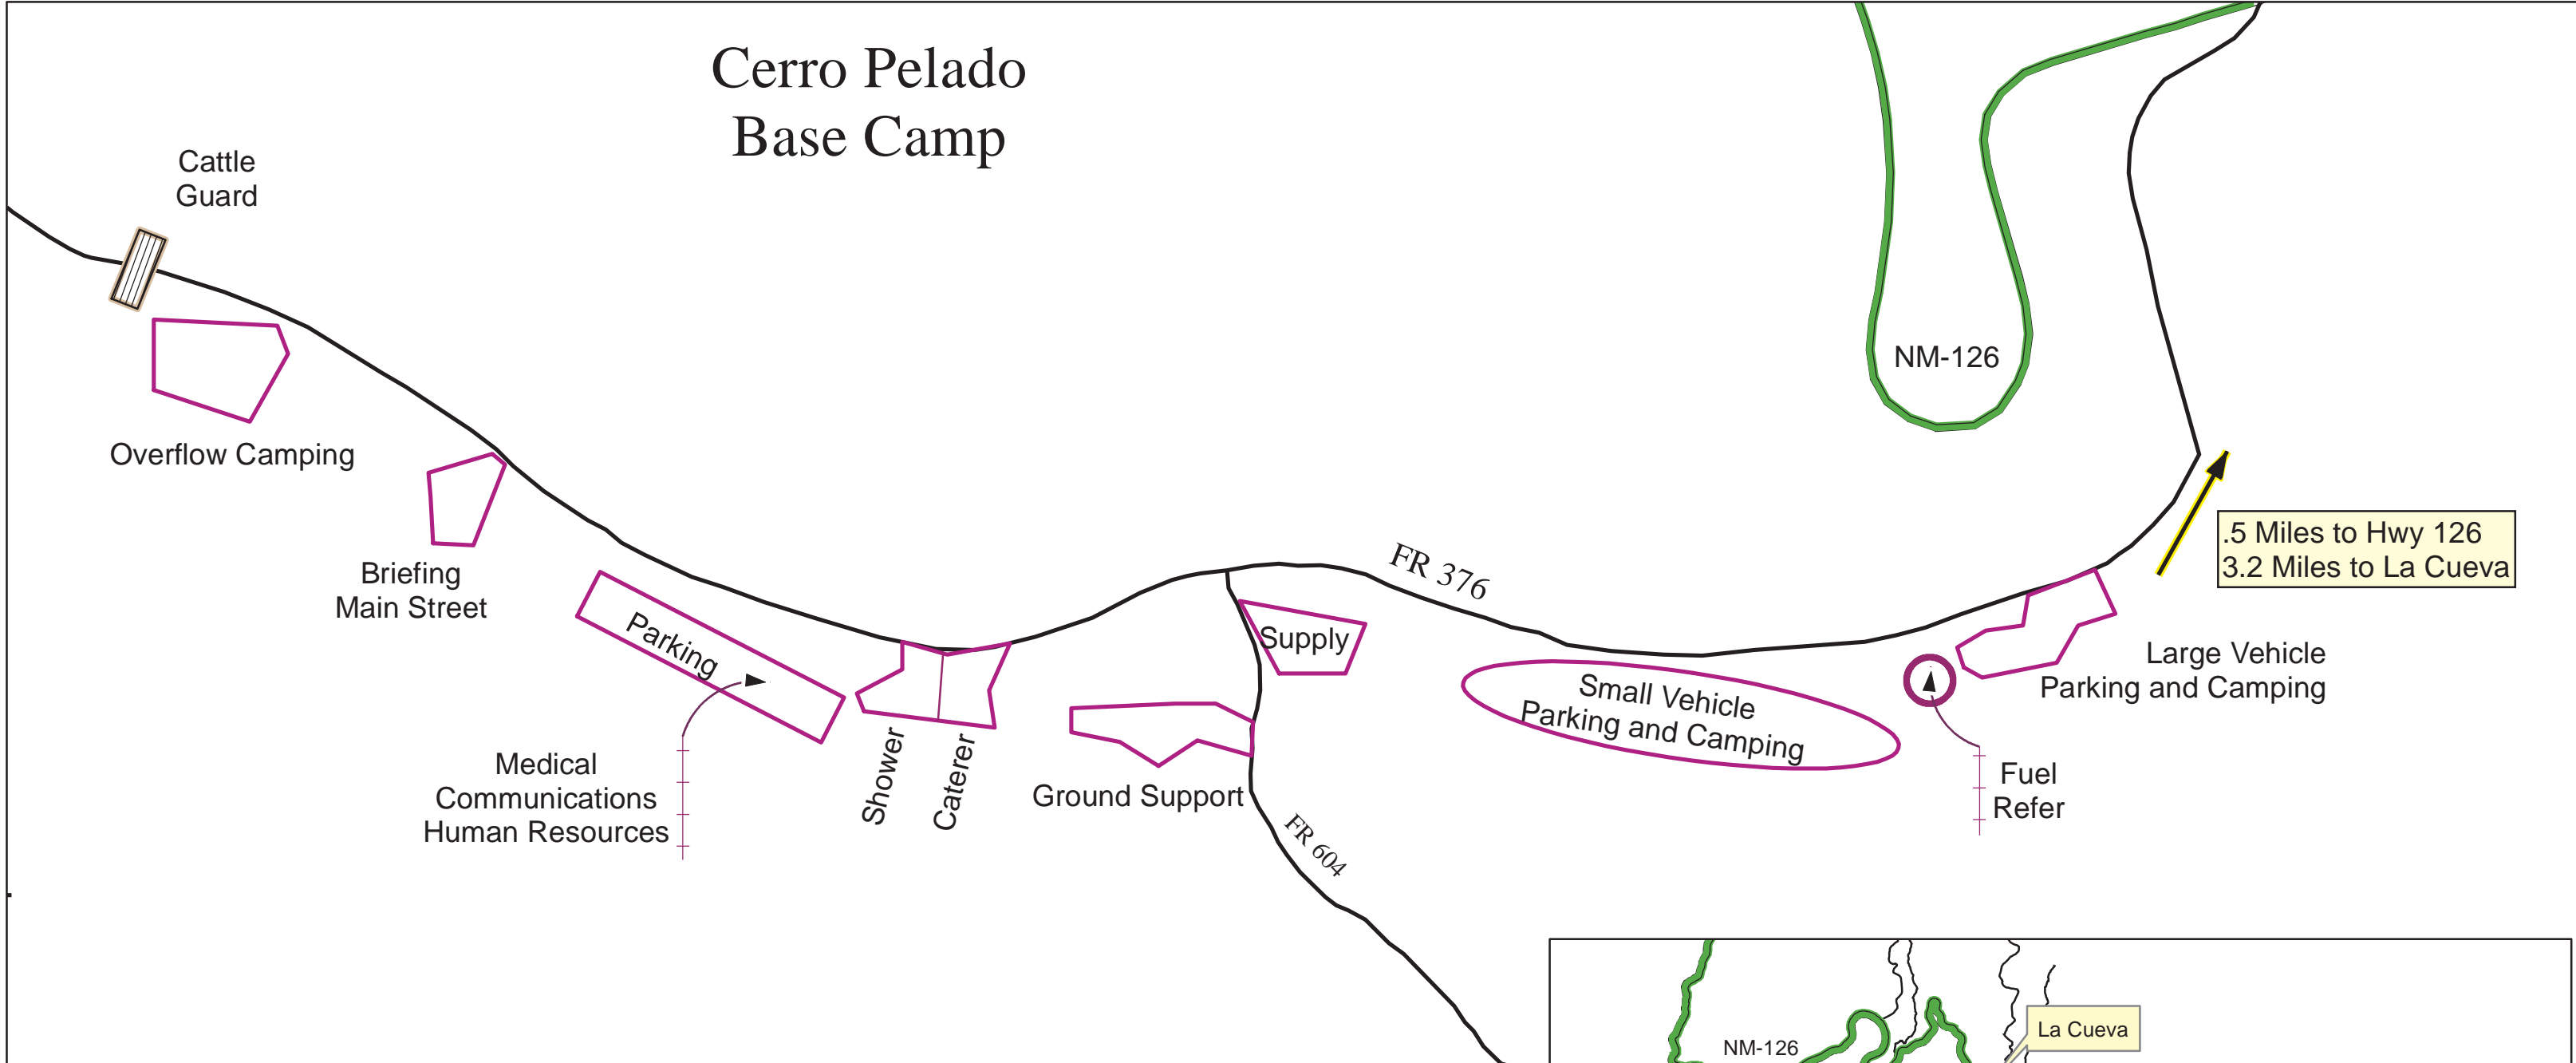 Cerro Pelado
Base Camp
Cattle
Guard
Overflow Camping
Briefing
Main Street
Parking
Medical
Communications
Human Resources
Shower
Caterer
Ground Support
Supply
FR 376
FR 604
Small Vehicle
Parking and Camping
NM-126
.5 Miles to Hwy 126
3.2 Miles to La Cueva
Large Vehicle
Parking and Camping
Fuel
Refer
La Cueva
NM-126